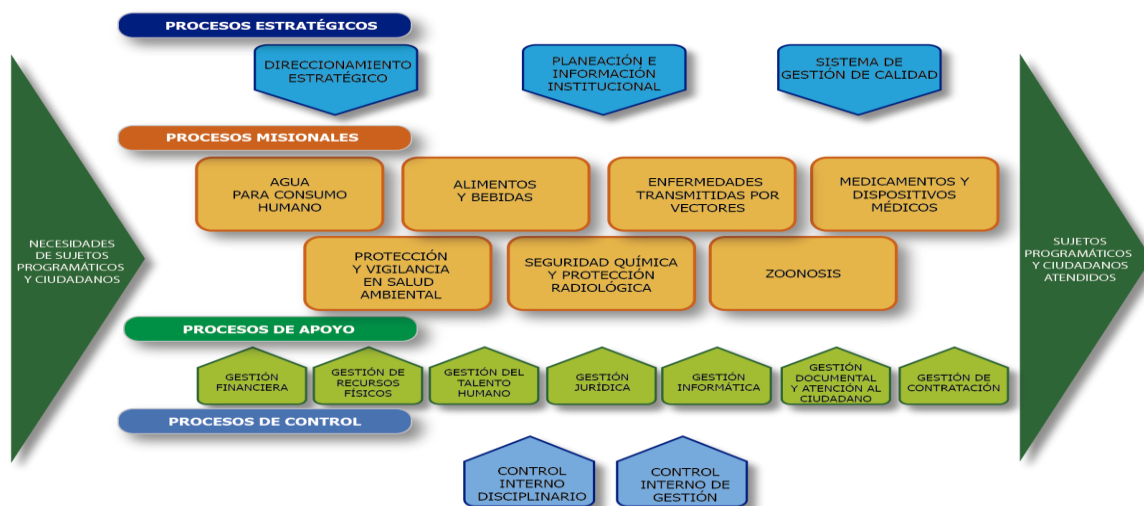 PROCESOS ESTRATÉGICOS
DIRECCIONAMIENTO
ESTRATÉGICO
PLANEACIÓN E
INFORMACIÓN
INSTITUCIONAL
SISTEMA DE
GESTIÓN DE CALIDAD
PROCESOS MISIONALES
AGUA
PARA CONSUMO
HUMANO
ALIMENTOS
Y BEBIDAS
ENFERMEDADES
TRANSMITIDAS POR
VECTORES
MEDICAMENTOS Y
DISPOSITIVOS
MÉDICOS
NECESIDADES
DE SUJETOS
PROGRAMÁTICOS
Y CIUDADANOS
PROTECCIÓN
Y VIGILANCIA
EN SALUD
AMBIENTAL
SEGURIDAD QUÍMICA
Y PROTECCIÓN
RADIOLÓGICA
ZOONOSIS
SUJETOS
PROGRAMÁTICOS
Y CIUDADANOS
ATENDIDOS
PROCESOS DE APOYO
GESTIÓN
FINANCIERA
GESTIÓN DE
RECURSOS
FÍSICOS
GESTIÓN DEL
TALENTO
HUMANO
GESTIÓN
JURÍDICA
GESTIÓN
INFORMÁTICA
GESTIÓN
DOCUMENTAL
Y ATENCIÓN AL
CIUDADANO
GESTIÓN DE
CONTRATACIÓN
PROCESOS DE CONTROL
CONTROL
INTERNO
DISCIPLINARIO
CONTROL
INTERNO DE
GESTIÓN